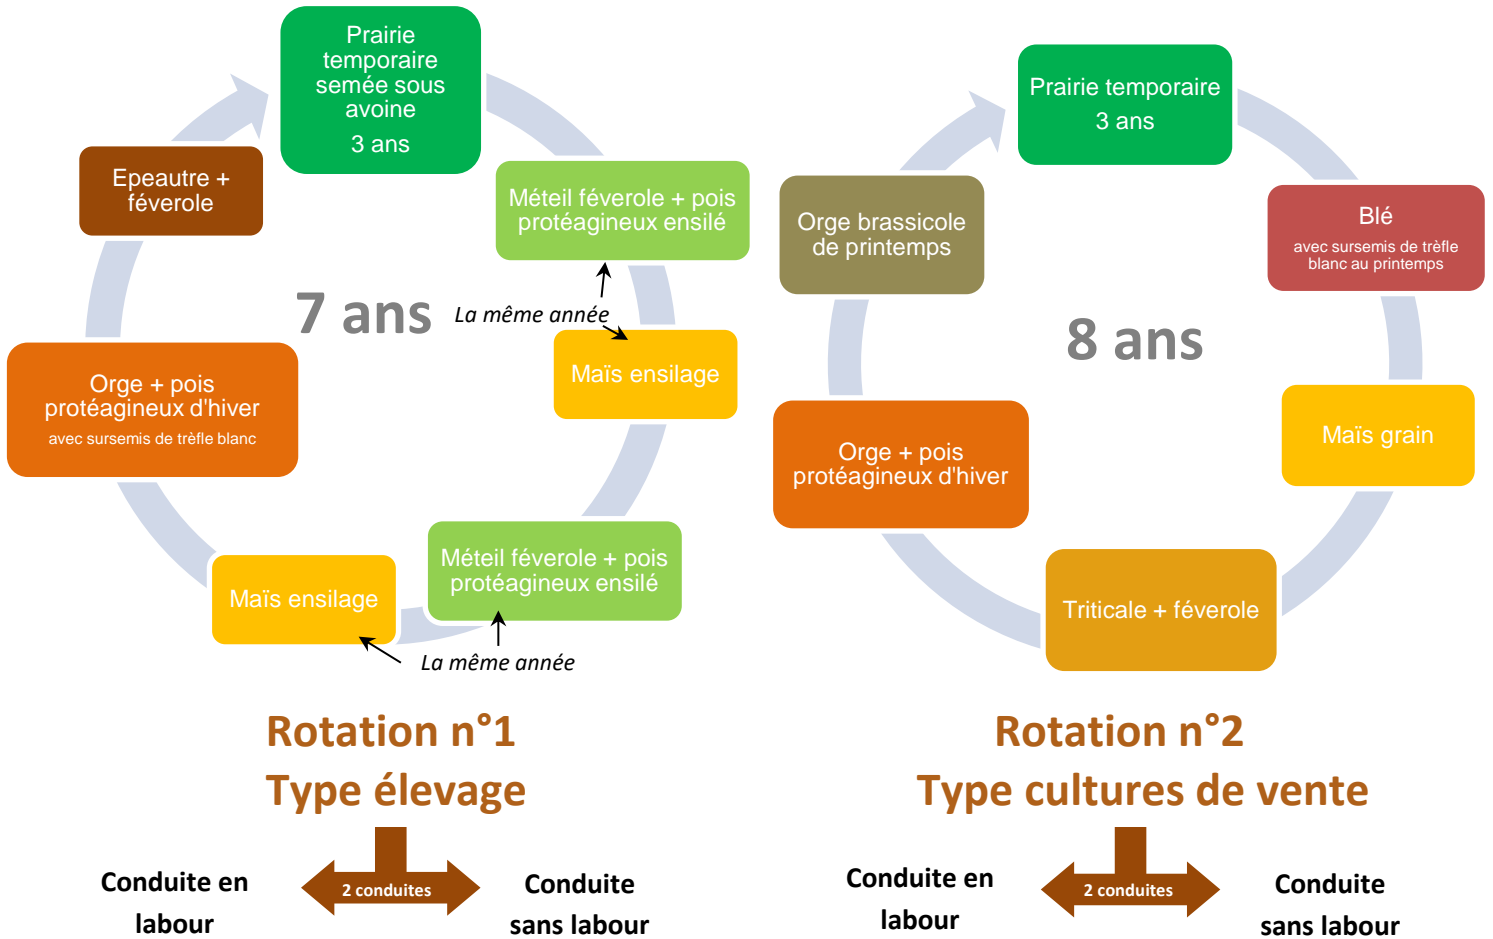 Prairie
temporaire
semée sous
avoine
3 ans
Méteil féverole + pois
protéagineux ensilé
La même année
Maïs ensilage
Méteil féverole + pois
protéagineux ensilé
La même année
Maïs ensilage
Orge + pois
protéagineux d'hiver
avec sursemis de trèfle blanc
Epeautre +
féverole
7 ans
Rotation n°1
Type élevage
2 conduites
Conduite en
labour
Conduite
sans labour
Prairie temporaire
3 ans
Blé
avec sursemis de trèfle
blanc au printemps
Maïs grain
Triticale + féverole
Orge + pois
protéagineux d'hiver
Orge brassicole
de printemps
8 ans
Rotation n°2
Type cultures de vente
2 conduites
Conduite en
labour
Conduite
sans labour